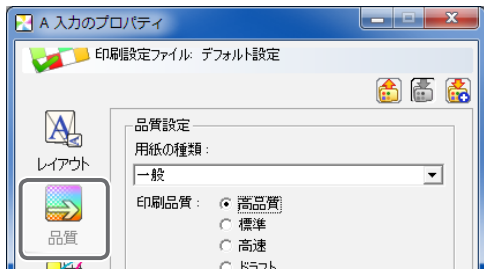 A 入力のプロパティ
印刷設定ファイル: デフォルト設定
レイアウト
品質
品質設定
用紙の種類:
一般
印刷品質:
高品質
標準
高速
ドラフト